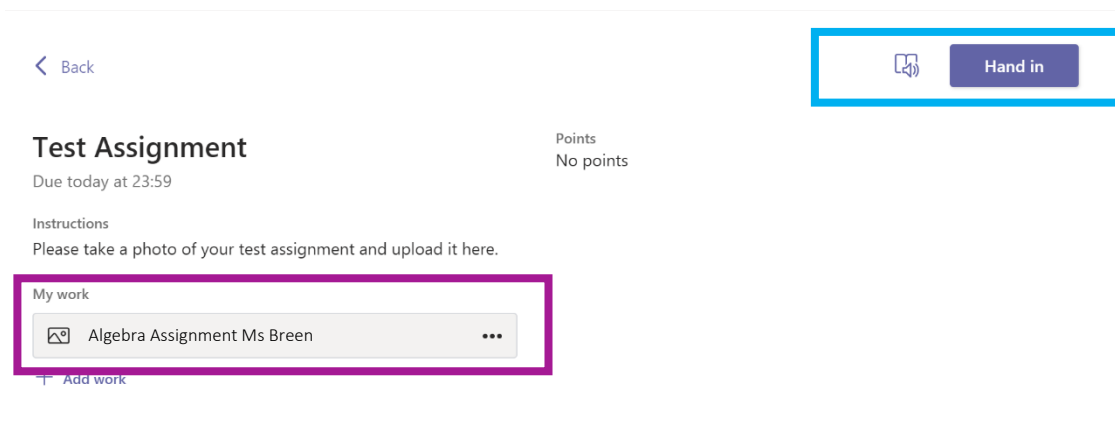 Back
Hand in
Test Assignment
Due today at 23:59
Points
No points
Instructions
Please take a photo of your test assignment and upload it here.
My work
Algebra Assignment Ms Breen
Add work